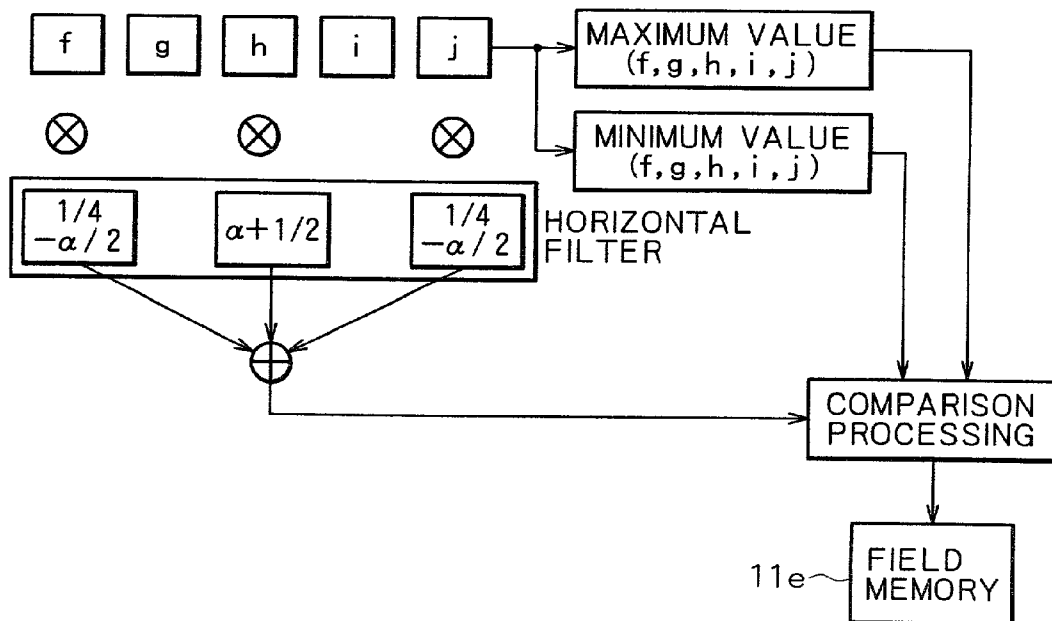 f g h i j
MAXIMUM VALUE
(f,g,h,i,j)
MINIMUM VALUE
(f,g,h,i,j)
1/4
-α/2
α+1/2
1/4
-α/2
HORIZONTAL
FILTER
COMPARISON
PROCESSING
11e
FIELD
MEMORY